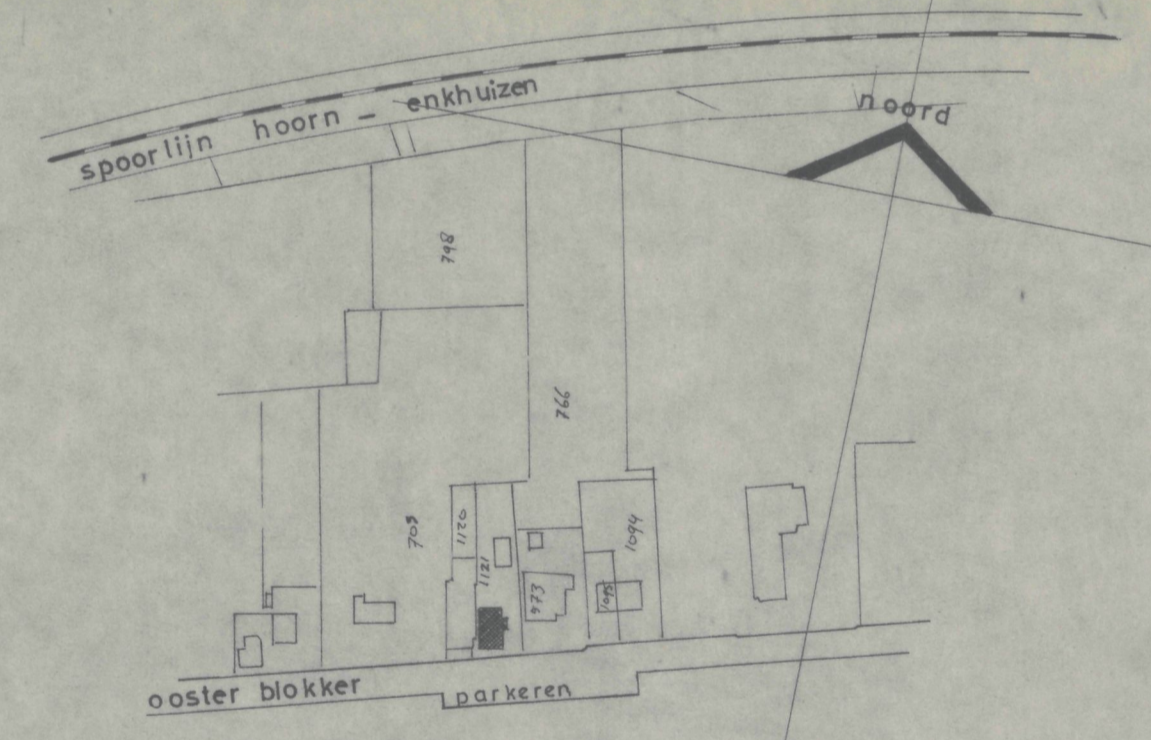 spoorlijn hoorn - enkhuizen
noord
798
766
703
1120
1121
973
1095
1094
ooster blokker
parkeren